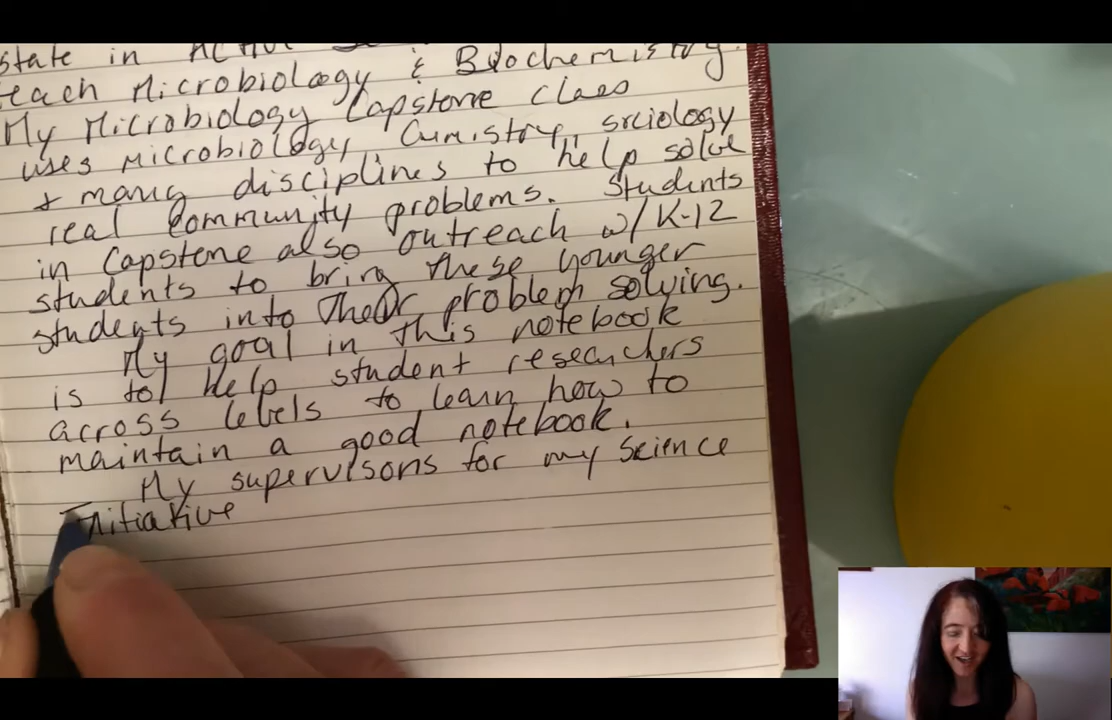 state in
teach Microbiology & Biochemistry.
My Microbiology Capstone class
uses Microbiology, Cumistry, srciology
+ many disciplines to help solve
real Community problems. Students
in Capstone also outreach w/ K-12
students to bring these younger
students into Their problem solving.
My goal in this notebook
is to help student researchers
across levels to learn how to
maintain a good notebook.
My supervisons for my Science
Initiative